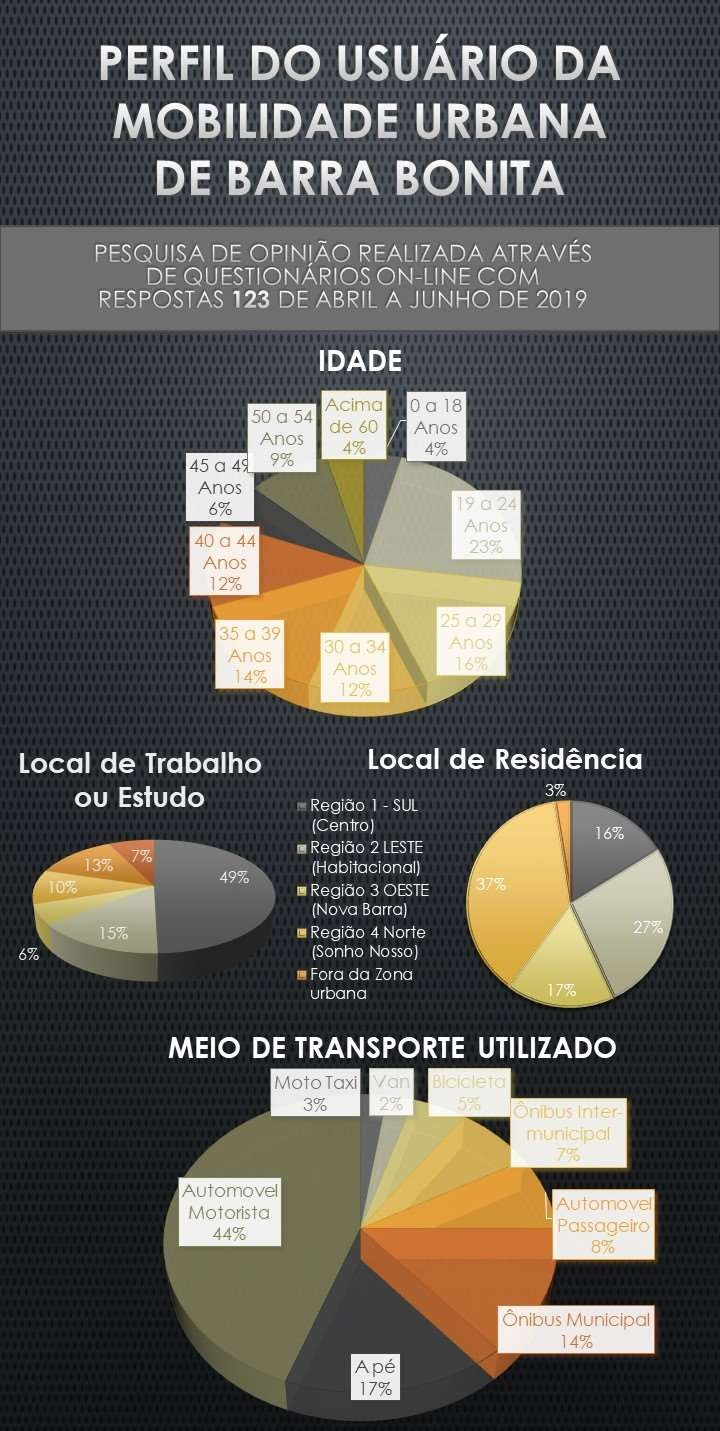 PERFIL DO USUÁRIO DA
MOBILIDADE URBANA
DE BARRA BONITA
PESQUISA DE OPINIÃO REALIZADA ATRAVÉS
DE QUESTIONÁRIOS ON-LINE COM
RESPOSTAS 123 DE ABRIL A JUNHO DE 2019
IDADE
0 a 18
Anos
4%
19 a 24
Anos
23%
25 a 29
Anos
16%
30 a 34
Anos
12%
35 a 39
Anos
14%
40 a 44
Anos
12%
45 a 49
Anos
6%
50 a 54
Anos
9%
Acima
de 60
4%
Local de Trabalho
ou Estudo
49%
15%
6%
10%
13%
7%
Região 1 - SUL
(Centro)
Região 2 LESTE
(Habitacional)
Região 3 OESTE
(Nova Barra)
Região 4 Norte
(Sonho Nosso)
Fora da Zona
urbana
Local de Residência
16%
27%
17%
37%
3%
MEIO DE TRANSPORTE UTILIZADO
Moto Taxi
3%
Van
2%
Bicicleta
5%
Ônibus Inter-
municipal
7%
Automovel
Passageiro
8%
Ônibus Municipal
14%
A pé
17%
Automovel
Motorista
44%